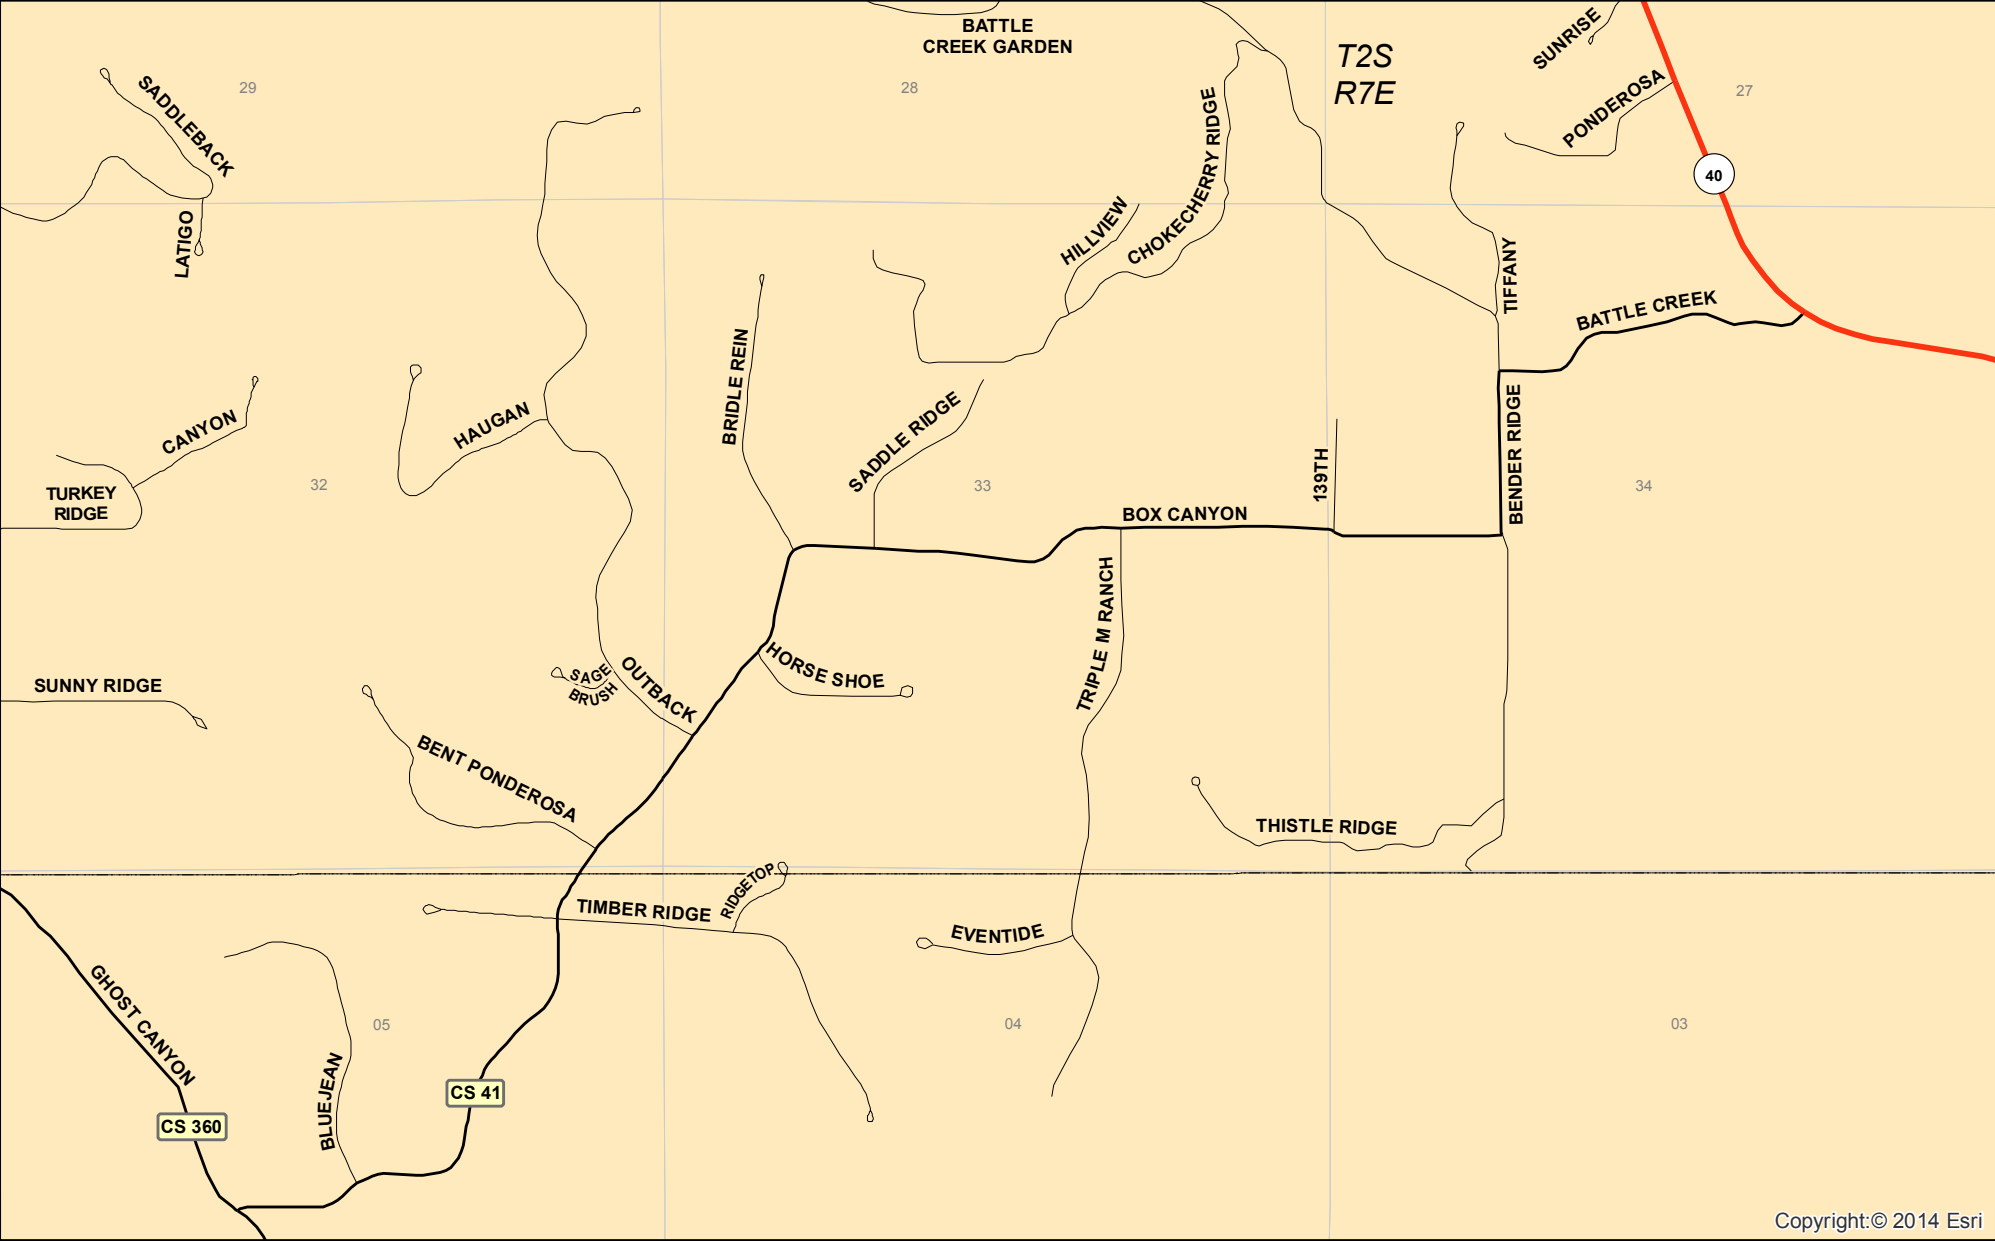 BATTLE
CREEK GARDEN
T2S
R7E
SUNRISE
PONDEROSA
29
28
27
SADDLEBACK
CHOKECHERRY RIDGE
40
LATIGO
HILLVIEW
TIFFANY
BATTLE CREEK
BRIDLE REIN
CANYON
HAUGAN
SADDLE RIDGE
BENDER RIDGE
139TH
32
33
34
TURKEY
RIDGE
BOX CANYON
TRIPLE M RANCH
SUNNY RIDGE
SAGE
BRUSH
OUTBACK
HORSE SHOE
BENT PONDEROSA
THISTLE RIDGE
RIDGETOP
TIMBER RIDGE
EVENTIDE
GHOST CANYON
05
04
03
BLUEJEAN
CS 41
CS 360
Copyright:© 2014 Esri